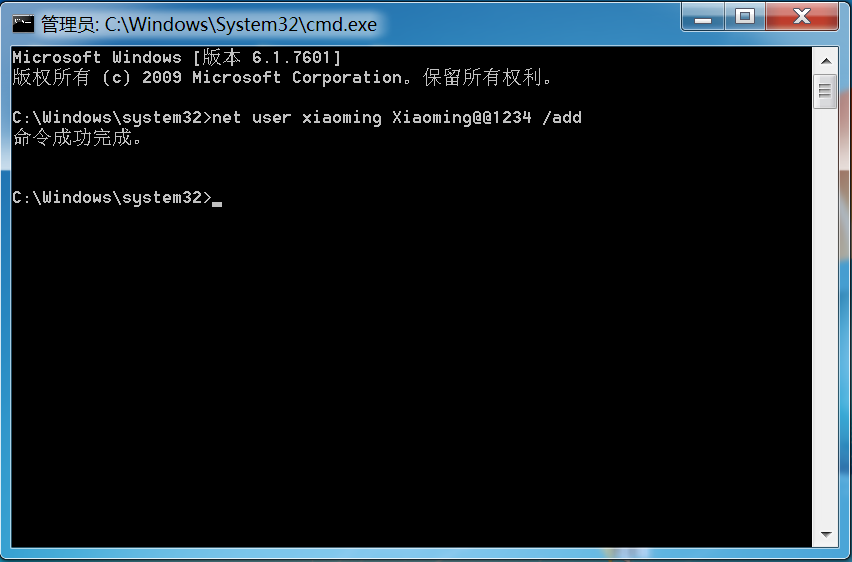 管理员: C:\Windows\System32\cmd.exe
Microsoft Windows [版本 6.1.7601]
版权所有 (c) 2009 Microsoft Corporation。保留所有权利。
C:\Windows\system32>net user xiaoming Xiaoming@@1234 /add
命令成功完成。
C:\Windows\system32>